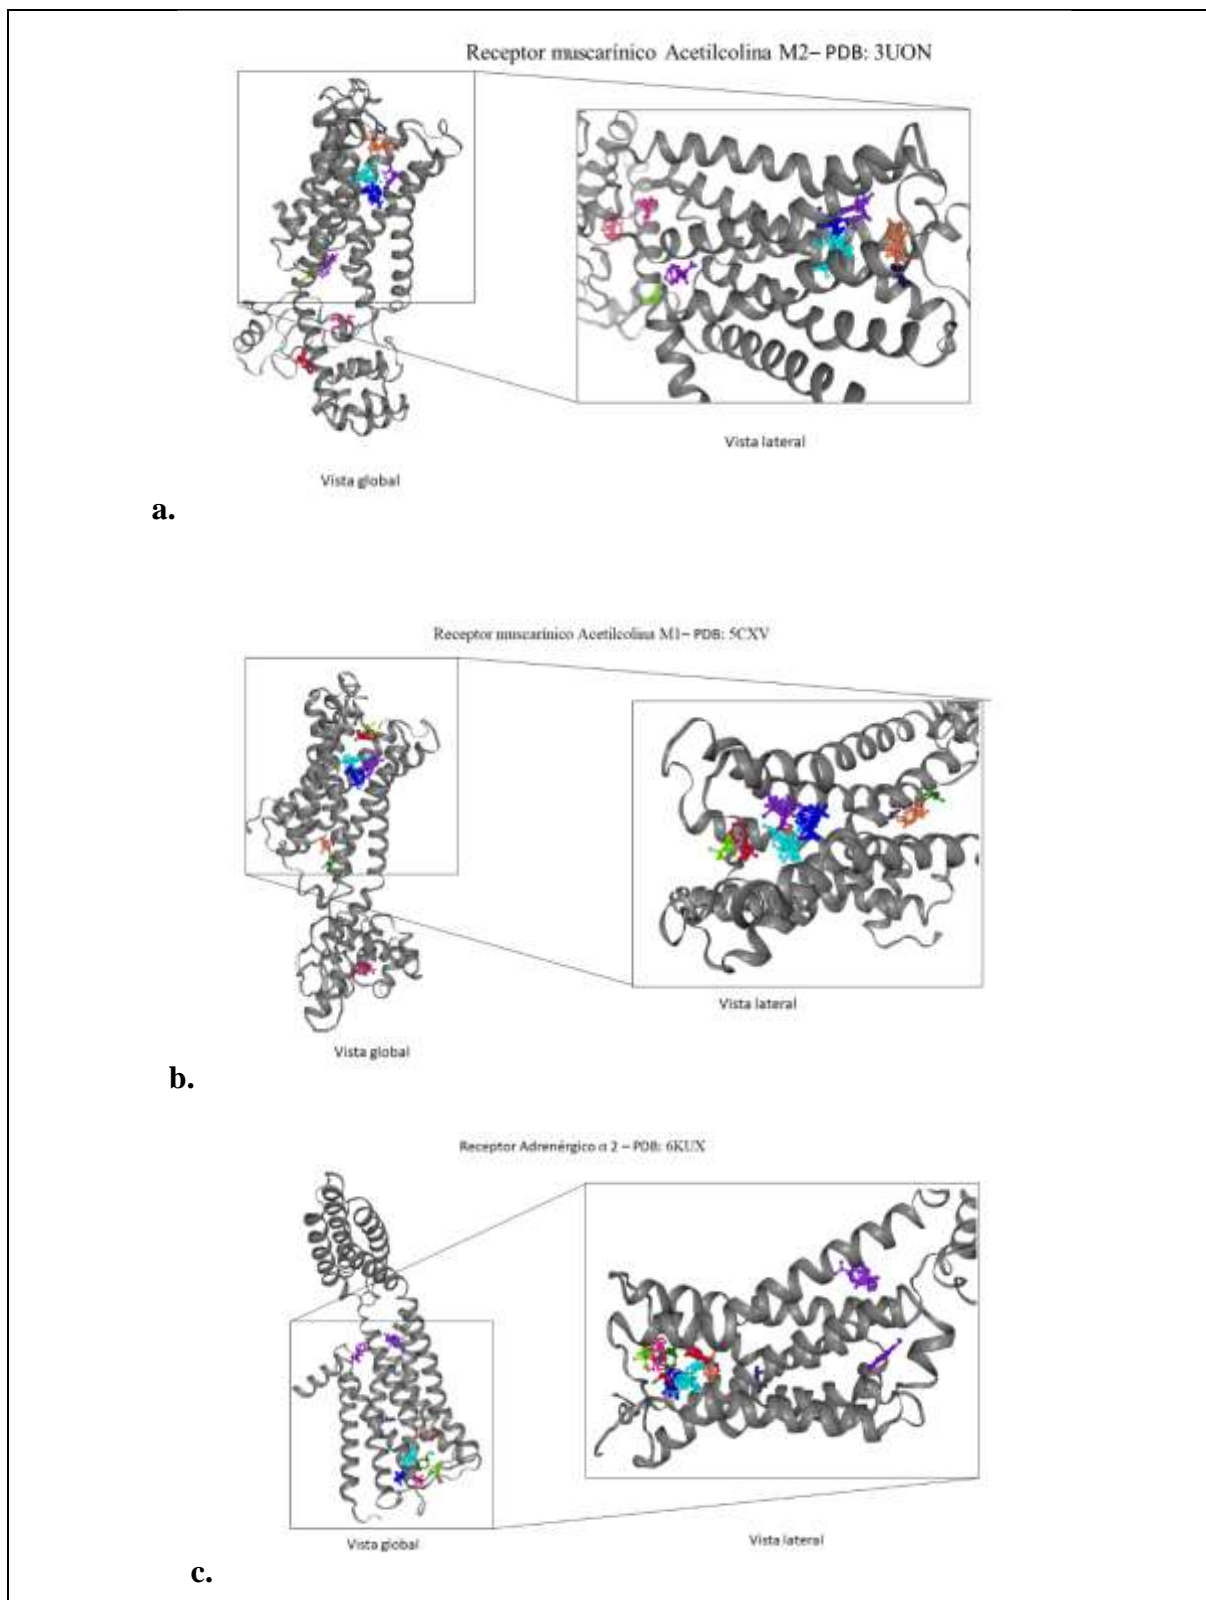 Receptor muscarínico Acetilcolina M2– PDB: 3UON
Vista lateral
Vista global
a.
Receptor muscarínico Acetilcolina M1– PDB: 5CXV
Vista lateral
Vista global
b.
Receptor Adrenérgico α 2 – PDB: 6KUX
Vista lateral
Vista global
c.